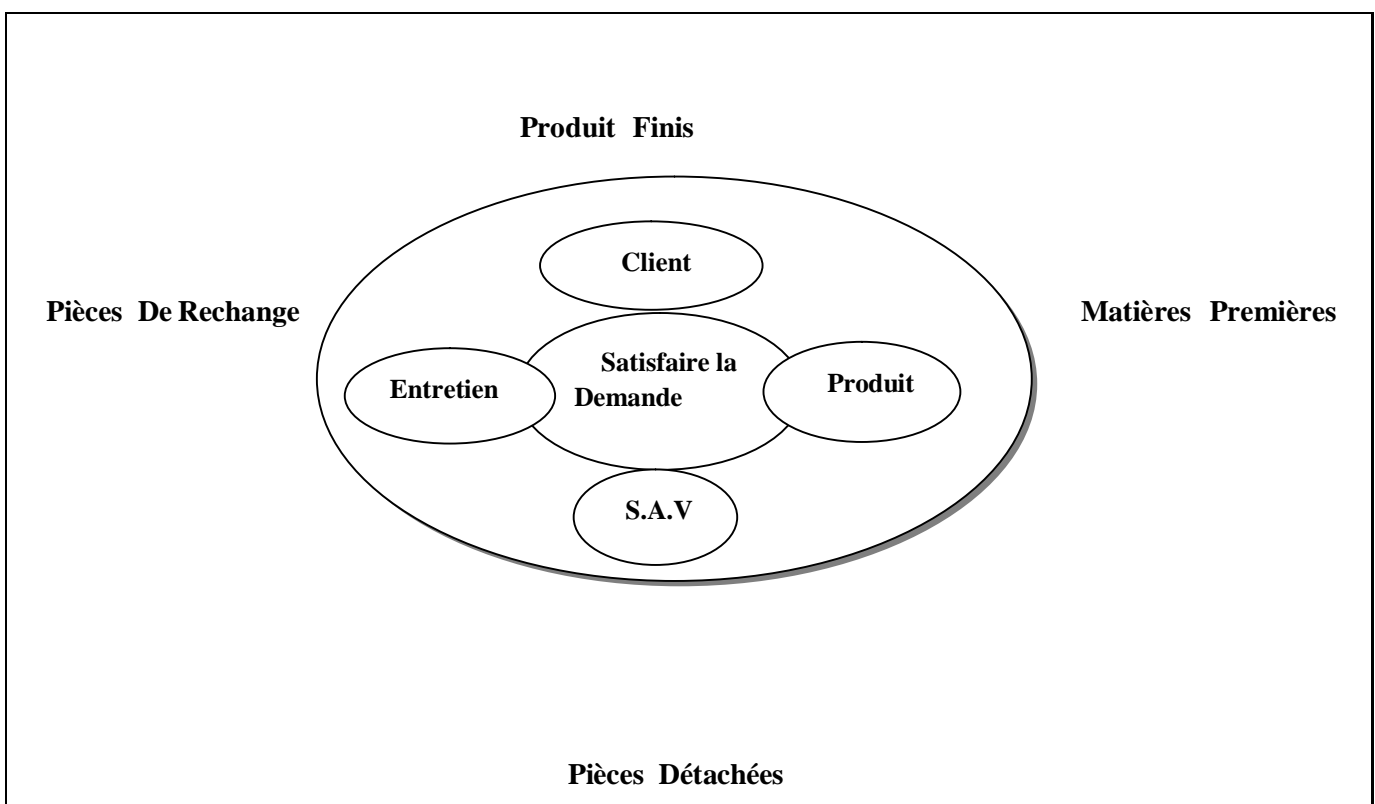 Produit Finis
Client
Pièces De Rechange
Matières Premières
Satisfaire la
Demande
Entretien
Produit
S.A.V
Pièces Détachées